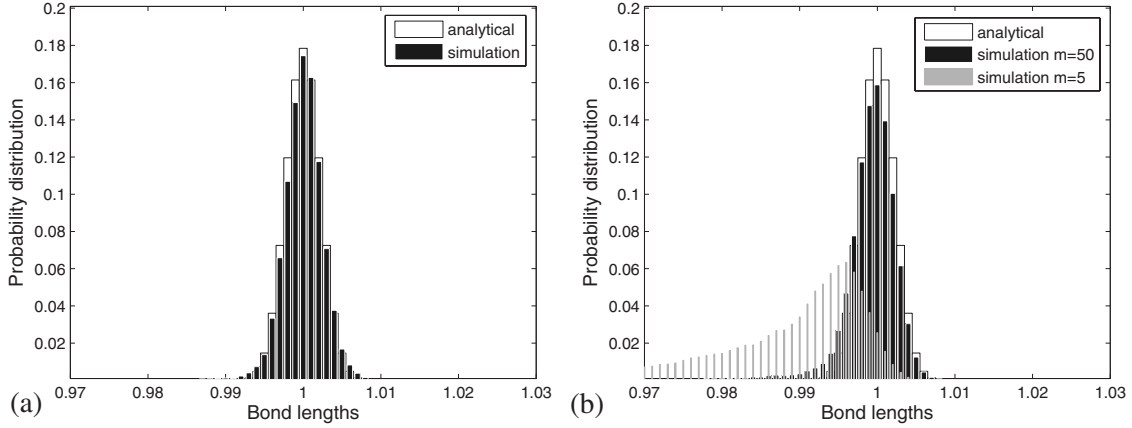 0.2
0.18
0.16
0.14
0.12
0.1
0.08
0.06
0.04
0.02
Probability distribution
analytical
simulation
0.97 0.98 0.99 1 1.01 1.02 1.03
(a) Bond lengths
0.2
0.18
0.16
0.14
0.12
0.1
0.08
0.06
0.04
0.02
Probability distribution
analytical
simulation m=50
simulation m=5
0.97 0.98 0.99 1 1.01 1.02 1.03
(b) Bond lengths